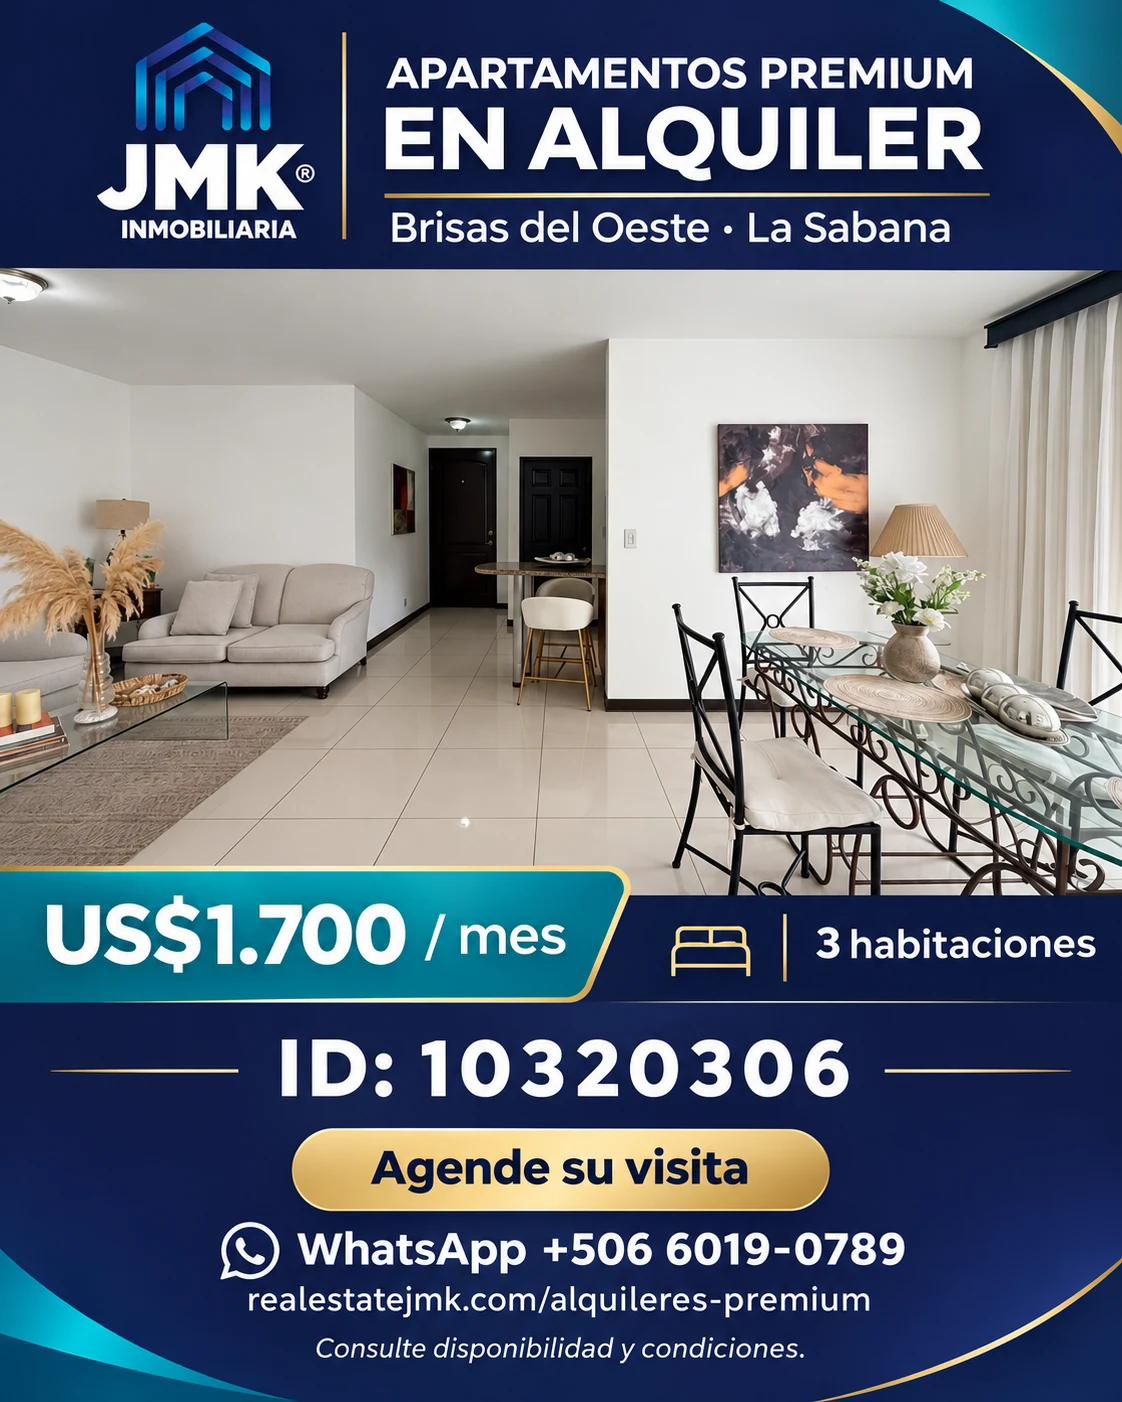 JMK®
INMOBILIARIA
APARTAMENTOS PREMIUM
EN ALQUILER
Brisas del Oeste • La Sabana
US$1.700 / mes
3 habitaciones
ID: 10320306
Agende su visita
WhatsApp +506 6019-0789
realestatejmk.com/alquileres-premium
Consulte disponibilidad y condiciones.